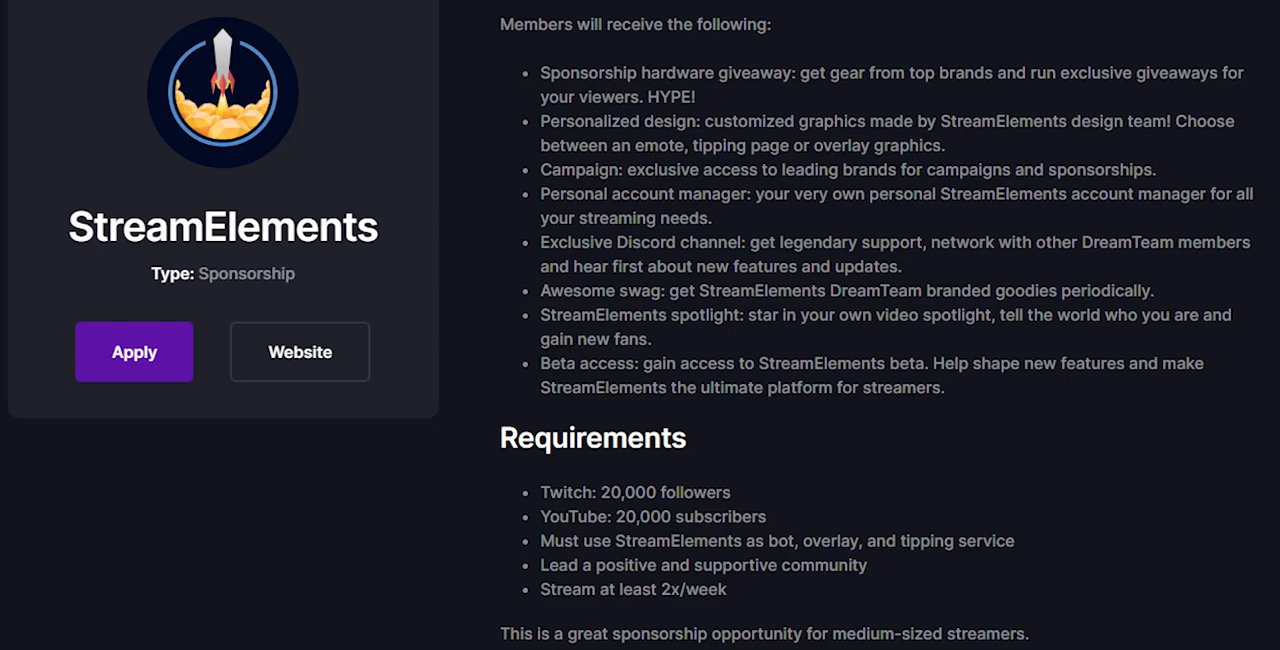 StreamElements
Type: Sponsorship
Apply
Website
Members will receive the following:
• Sponsorship hardware giveaway: get gear from top brands and run exclusive giveaways for
your viewers. HYPE!
• Personalized design: customized graphics made by StreamElements design team! Choose
between an emote, tipping page or overlay graphics.
• Campaign: exclusive access to leading brands for campaigns and sponsorships.
• Personal account manager: your very own personal StreamElements account manager for all
your streaming needs.
• Exclusive Discord channel: get legendary support, network with other DreamTeam members
and hear first about new features and updates.
• Awesome swag: get StreamElements DreamTeam branded goodies periodically.
• StreamElements spotlight: star in your own video spotlight, tell the world who you are and
gain new fans.
• Beta access: gain access to StreamElements beta. Help shape new features and make
StreamElements the ultimate platform for streamers.
Requirements
• Twitch: 20,000 followers
• YouTube: 20,000 subscribers
• Must use StreamElements as bot, overlay, and tipping service
• Lead a positive and supportive community
• Stream at least 2x/week
This is a great sponsorship opportunity for medium-sized streamers.